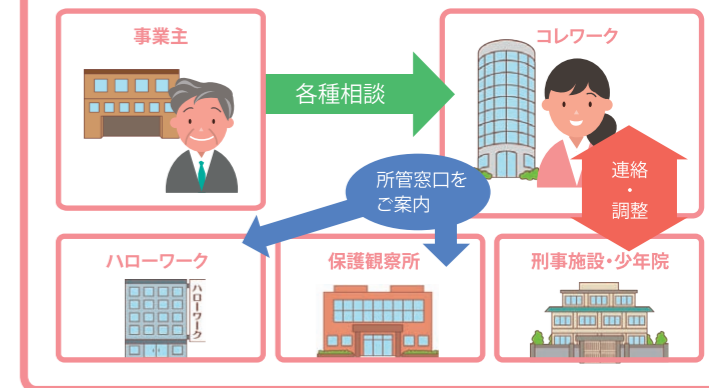 事業主
コレワーク
各種相談
所管窓口を
ご案内
連絡
・
調整
ハローワーク
保護観察所
刑事施設・少年院
ハローワーク